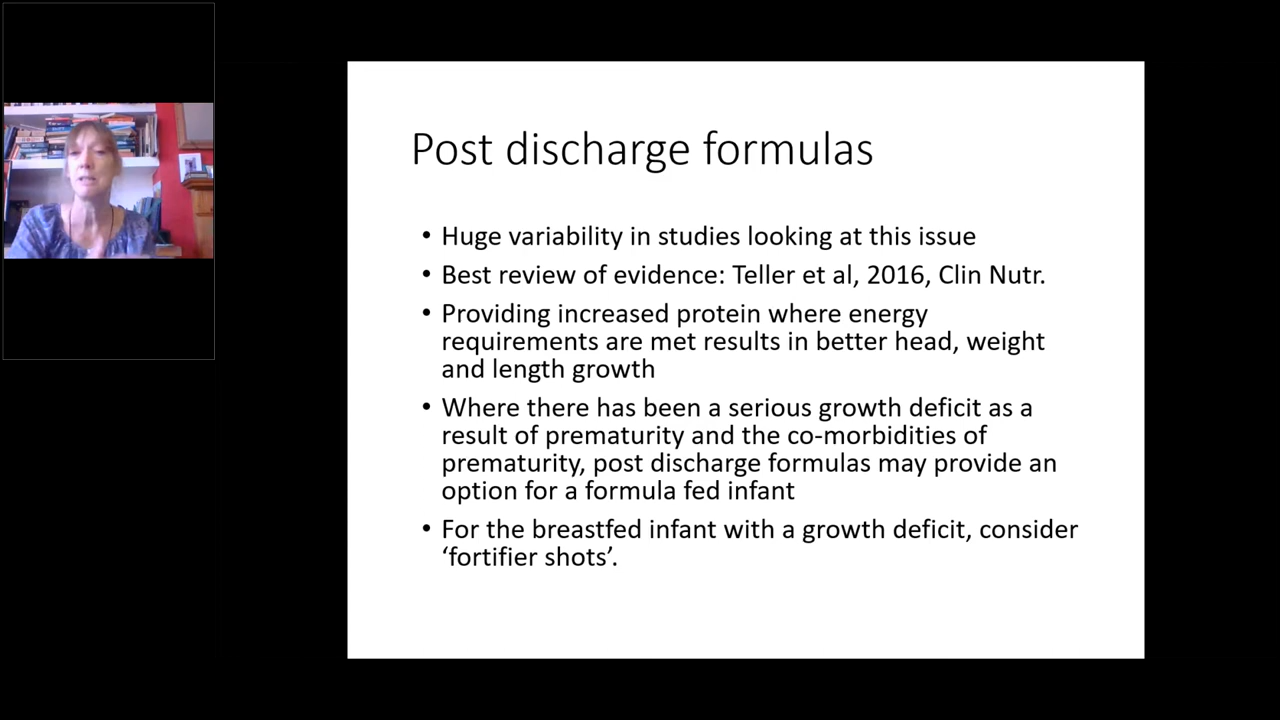 Post discharge formulas
• Huge variability in studies looking at this issue
• Best review of evidence: Teller et al, 2016, Clin Nutr.
• Providing increased protein where energy
requirements are met results in better head, weight
and length growth
• Where there has been a serious growth deficit as a
result of prematurity and the co-morbidities of
prematurity, post discharge formulas may provide an
option for a formula fed infant
• For the breastfed infant with a growth deficit, consider
‘fortifier shots’.